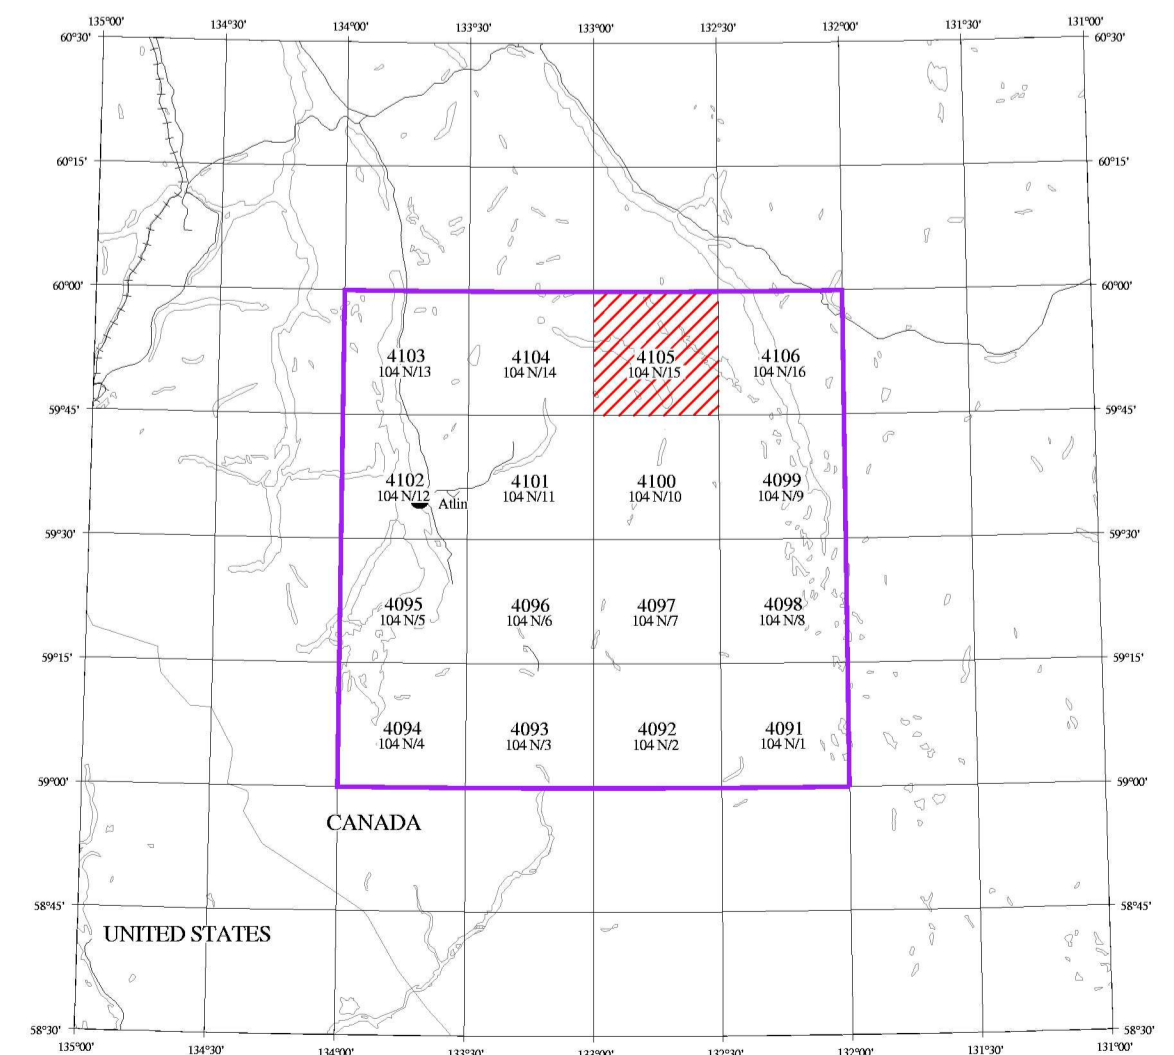 135°00' 134°30' 134°00' 133°30' 133°00' 132°30' 132°00' 131°30' 131°00'
60°30' 60°30'
60°15' 60°15'
60°00' 60°00'
4103 4104 4105 4106
104 N/13 104 N/14 104 N/15 104 N/16
59°45' 59°45'
4102 4101 4100 4099
104 N/12 104 N/11 104 N/10 104 N/9
Atlin
59°30' 59°30'
4095 4096 4097 4098
104 N/5 104 N/6 104 N/7 104 N/8
59°15' 59°15'
4094 4093 4092 4091
104 N/4 104 N/3 104 N/2 104 N/1
59°00' 59°00'
CANADA
58°45' 58°45'
UNITED STATES
58°30' 58°30'
135°00' 134°30' 134°00' 133°30' 133°00' 132°30' 132°00' 131°30' 131°00'